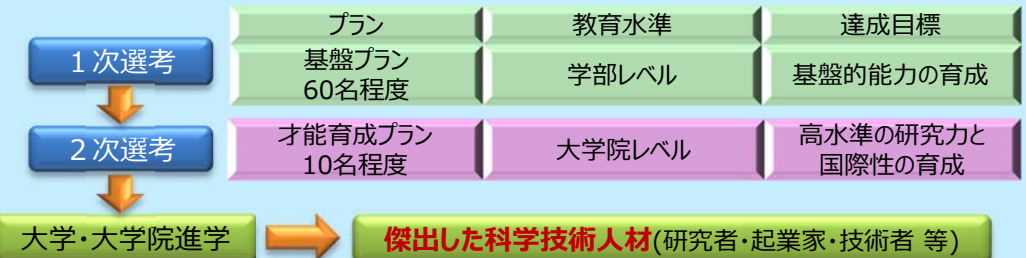 プラン 教育水準 達成目標
1次選考
基盤プラン
60名程度
学部レベル
基盤的能力の育成
2次選考
才能育成プラン
10名程度
大学院レベル
高水準の研究力と
国際性の育成
大学・大学院進学
傑出した科学技術人材(研究者・起業家・技術者 等)